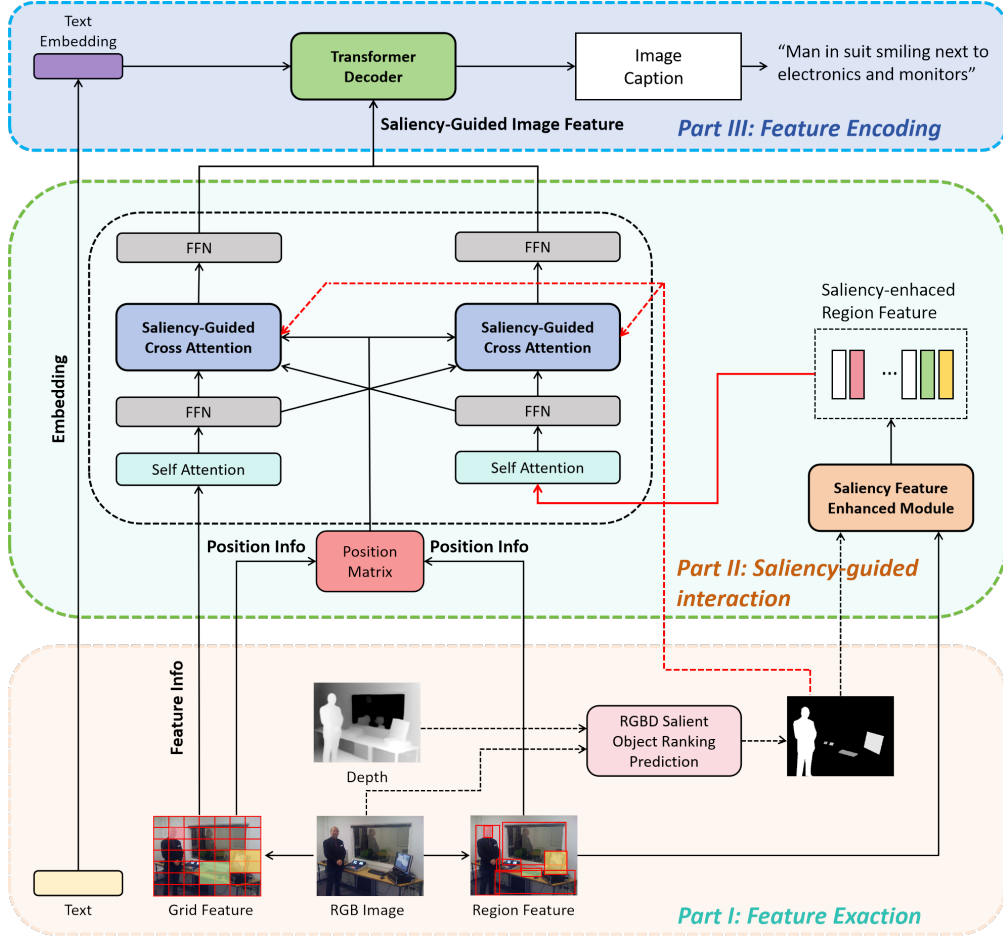 Text
Embedding
Transformer
Decoder
Image
Caption
“Man in suit smiling next to
electronics and monitors”
Saliency-Guided Image Feature
Part III: Feature Encoding
FFN
FFN
Saliency-Guided
Cross Attention
Saliency-Guided
Cross Attention
Saliency-enhaced
Region Feature
...
FFN
FFN
Embedding
Self Attention
Self Attention
Saliency Feature
Enhanced Module
Position Info
Position
Matrix
Position Info
Part II: Saliency-guided
interaction
Feature Info
Depth
RGBD Salient
Object Ranking
Prediction
Text
Grid Feature
RGB Image
Region Feature
Part I: Feature Exaction